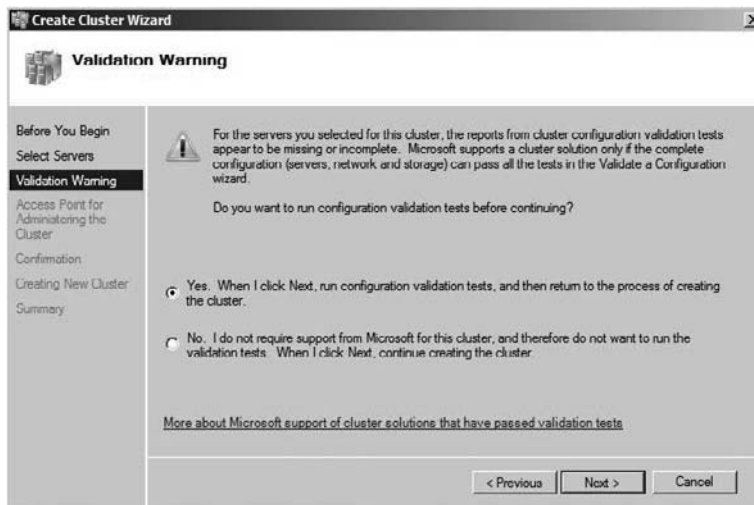 Create Cluster Wizard
Validation Warning
Before You Begin
Select Servers
Validation Warning
Access Point for
Administering the
Cluster
Confirmation
Creating New Cluster
Summary
For the servers you selected for this cluster, the reports from cluster configuration validation tests
appear to be missing or incomplete. Microsoft supports a cluster solution only if the complete
configuration (servers, network and storage) can pass all the tests in the Validate a Configuration
wizard.
Do you want to run configuration validation tests before continuing?
Yes. When I click Next, run configuration validation tests, and then return to the process of creating
the cluster.
No. I do not require support from Microsoft for this cluster, and therefore do not want to run the
validation tests. When I click Next, continue creating the cluster.
More about Microsoft support of cluster solutions that have passed validation tests
< Previous
Next >
Cancel